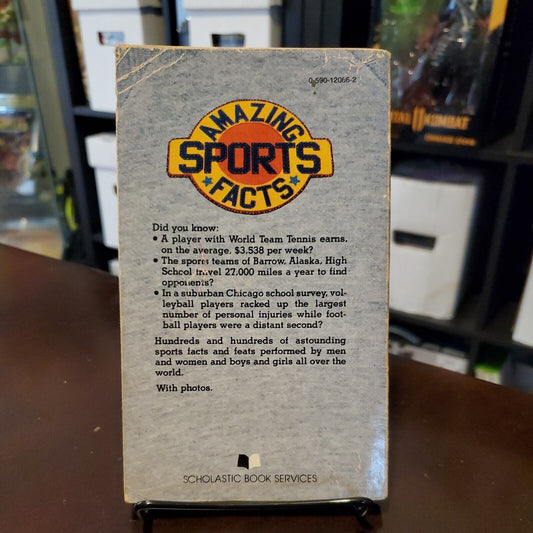 0-590-12066-2
AMAZING
SPORTS
FACTS
Did you know:
• A player with World Team Tennis earns,
on the average, $3,538 per week?
• The sports teams of Barrow, Alaska, High
School travel 27,000 miles a year to find
opponents?
• In a suburban Chicago school survey, vol-
leyball players racked up the largest
number of personal injuries while foot-
ball players were a distant second?
Hundreds and hundreds of astounding
sports facts and feats performed by men
and women and boys and girls all over the
world.
With photos.
SCHOLASTIC BOOK SERVICES
KOMBAT